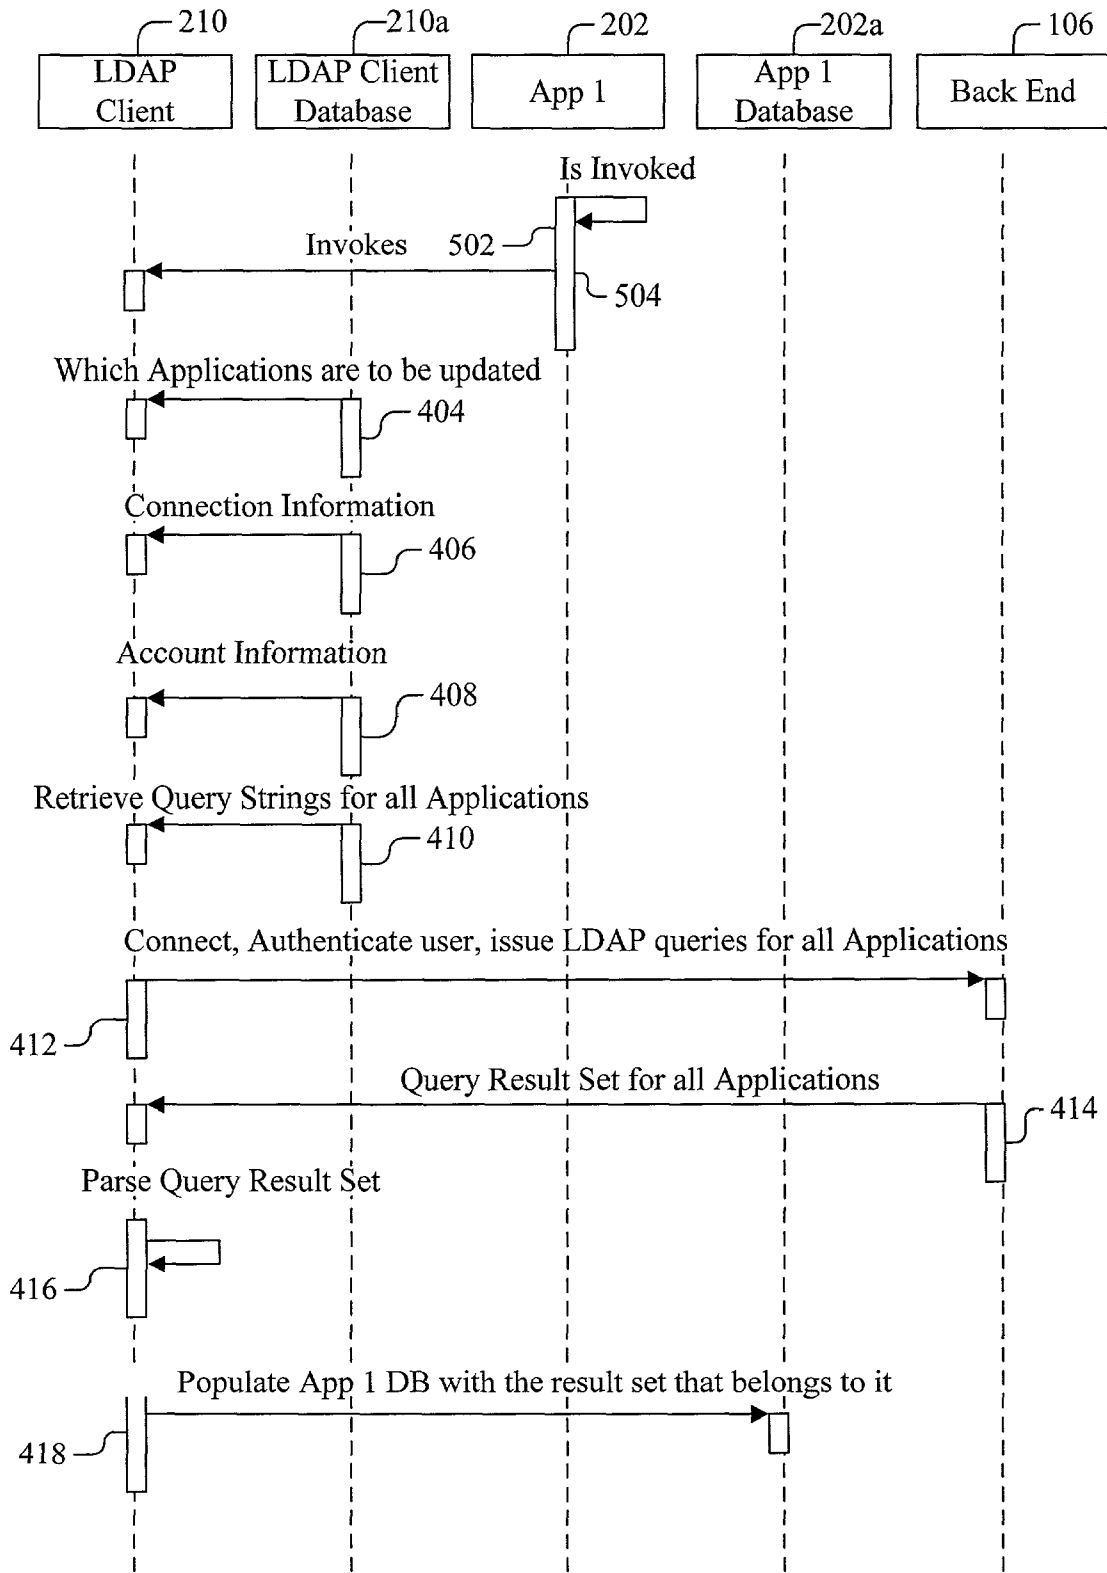 210
210a
202
202a
106
LDAP
Client
LDAP Client
Database
App 1
App 1
Database
Back End
Is Invoked
Invokes
502
504
Which Applications are to be updated
404
Connection Information
406
Account Information
408
Retrieve Query Strings for all Applications
410
Connect, Authenticate user, issue LDAP queries for all Applications
412
Query Result Set for all Applications
414
Parse Query Result Set
416
Populate App 1 DB with the result set that belongs to it
418